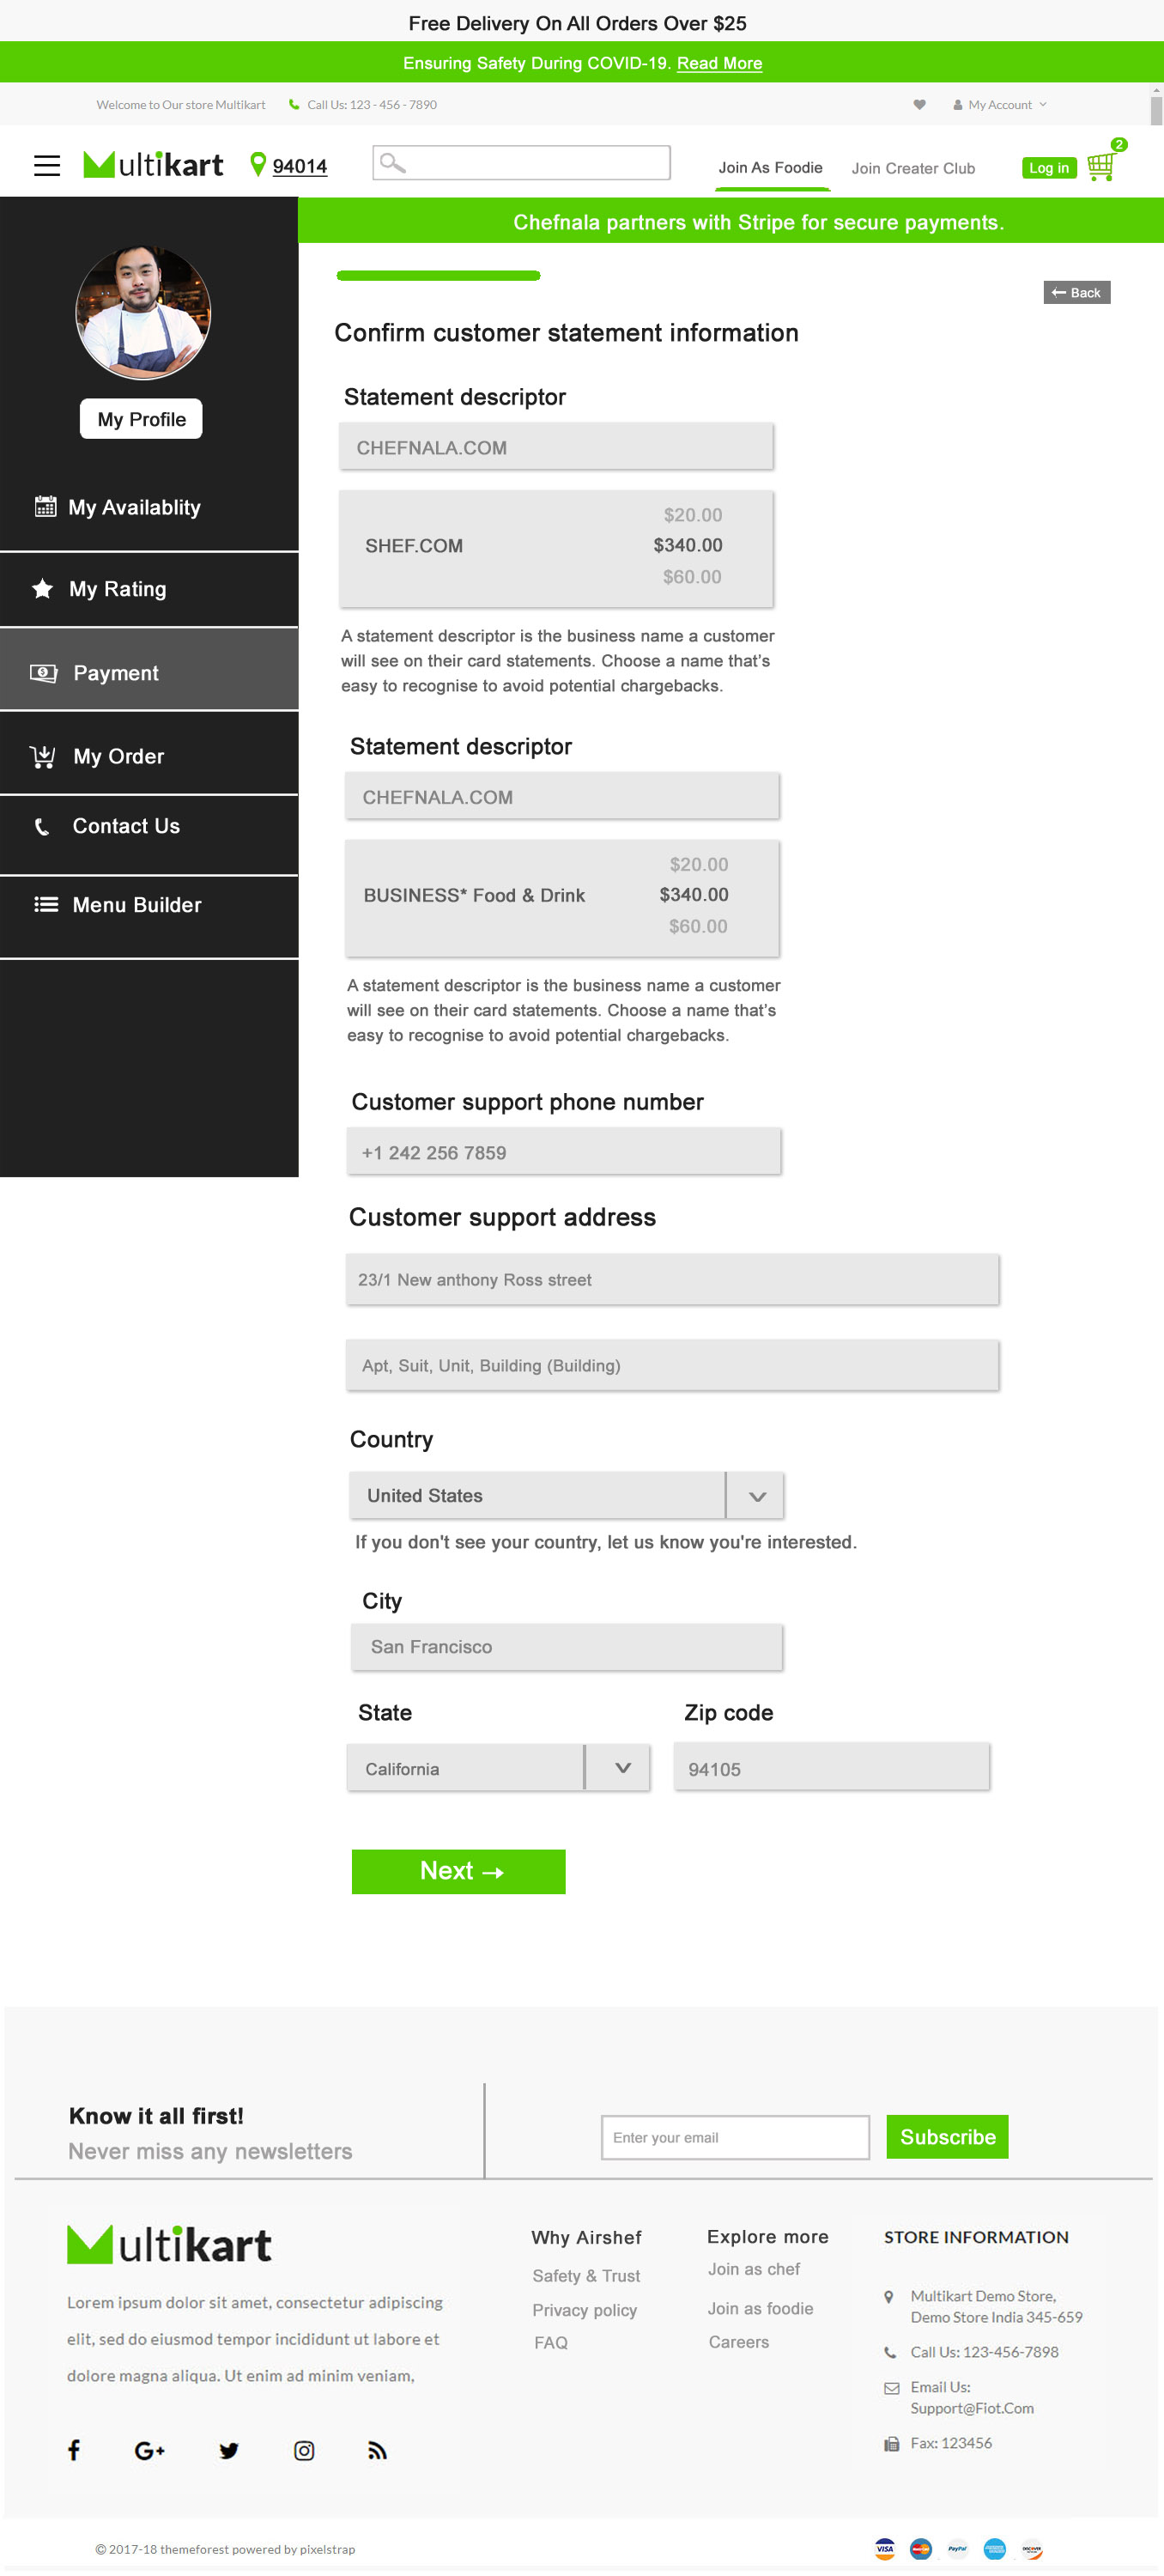 Free Delivery On All Orders Over $25
Ensuring Safety During COVID-19. Read More
Welcome to Our store Multikart Call Us: 123 - 456 - 7890 My Account
Multikart 94014 Join As Foodie Join Creater Club Log in 2
Chefnala partners with Stripe for secure payments.
Back
My Profile
My Availablity
My Rating
Payment
My Order
Contact Us
Menu Builder
Confirm customer statement information
Statement descriptor
CHEFNALA.COM
$20.00
SHEF.COM $340.00
$60.00
A statement descriptor is the business name a customer
will see on their card statements. Choose a name that's
easy to recognise to avoid potential chargebacks.
Statement descriptor
CHEFNALA.COM
$20.00
BUSINESS* Food & Drink $340.00
$60.00
A statement descriptor is the business name a customer
will see on their card statements. Choose a name that's
easy to recognise to avoid potential chargebacks.
Customer support phone number
+1 242 256 7859
Customer support address
23/1 New anthony Ross street
Apt, Suit, Unit, Building (Building)
Country
United States
If you don't see your country, let us know you're interested.
City
San Francisco
State Zip code
California 94105
Next
Know it all first!
Never miss any newsletters
Enter your email Subscribe
Multikart
Lorem ipsum dolor sit amet, consectetur adipiscing
elit, sed do eiusmod tempor incididunt ut labore et
dolore magna aliqua. Ut enim ad minim veniam,
Why Airshef
Safety & Trust
Privacy policy
FAQ
Explore more
Join as chef
Join as foodie
Careers
STORE INFORMATION
Multikart Demo Store,
Demo Store India 345-659
Call Us: 123-456-7898
Email Us:
Support@Fiot.Com
Fax: 123456
© 2017-18 themeforest powered by pixelstrap
VISA PayPal